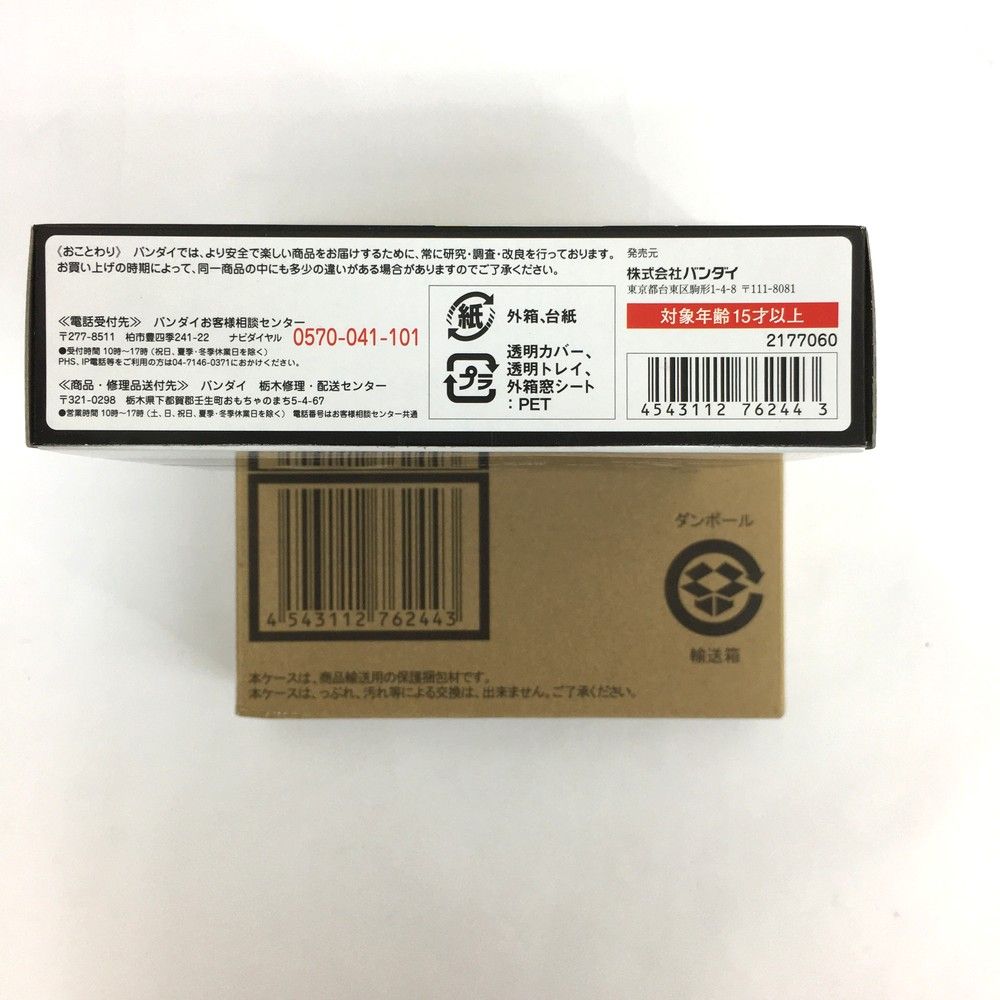 〈おことわり〉 バンダイでは、より安全で楽しい商品をお届けするために、常に研究・調査・改良を行っております。
お買い上げの時期によって、同一商品の中にも多少の違いがある場合がありますのでご了承ください。
≪電話受付先≫ バンダイお客様相談センター
〒277-8511 柏市豊四季241-22 ナビダイヤル 0570-041-101
●受付時間 10時〜17時(祝日、夏季・冬季休業日を除く)
PHS、IP電話等をご利用の方は04-7146-0371におかけください。
≪商品・修理品送付先≫ バンダイ 栃木修理・配送センター
〒321-0298 栃木県下都賀郡壬生町おもちゃのまち5-4-67
●営業時間 10時〜17時(土、日、祝日、夏季・冬季休業日を除く) 電話番号はお客様相談センター共通
紙
外箱、台紙
プラ
透明カバー、
透明トレイ、
外箱窓シート
:PET
発売元
株式会社バンダイ
東京都台東区駒形1-4-8 〒111-8081
対象年齢15才以上
2177060
4543112 76244 3
4 543112 762443
ダンボール
輸送箱
本ケースは、商品輸送用の保護梱包材です。
本ケースは、つぶれ、汚れ等による交換は、出来ません。ご了承ください。